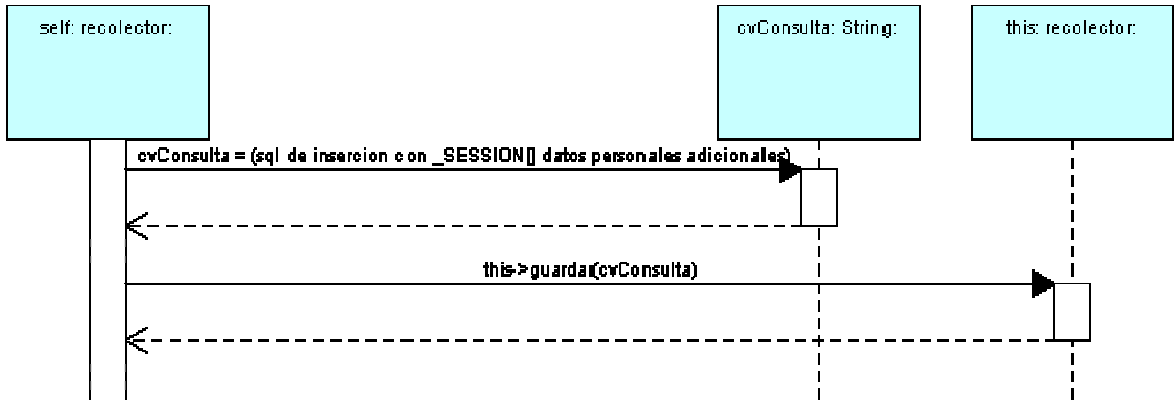 self: recolector:
cvConsulta: String:
this: recolector:
cvConsulta = (sql de insercion con _SESSION[] datos personales adicionales)
this->guardar(cvConsulta)